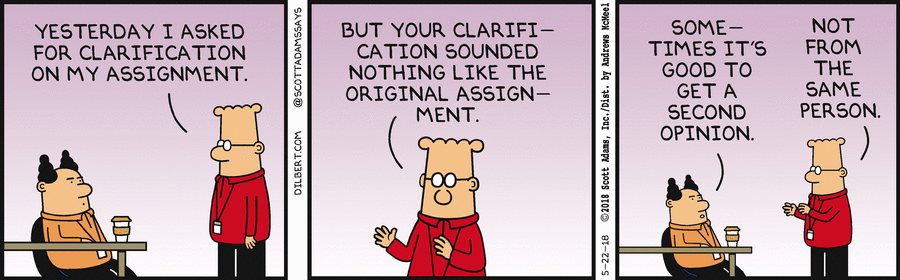 YESTERDAY I ASKED
FOR CLARIFICATION
ON MY ASSIGNMENT.
DILBERT.COM @SCOTTADAMSSAYS
BUT YOUR CLARIFI-
CATION SOUNDED
NOTHING LIKE THE
ORIGINAL ASSIGN-
MENT.
5-22-18 ©2018 Scott Adams, Inc./Dist. by Andrews McMeel
SOME-
TIMES IT'S
GOOD TO
GET A
SECOND
OPINION.
NOT
FROM
THE
SAME
PERSON.